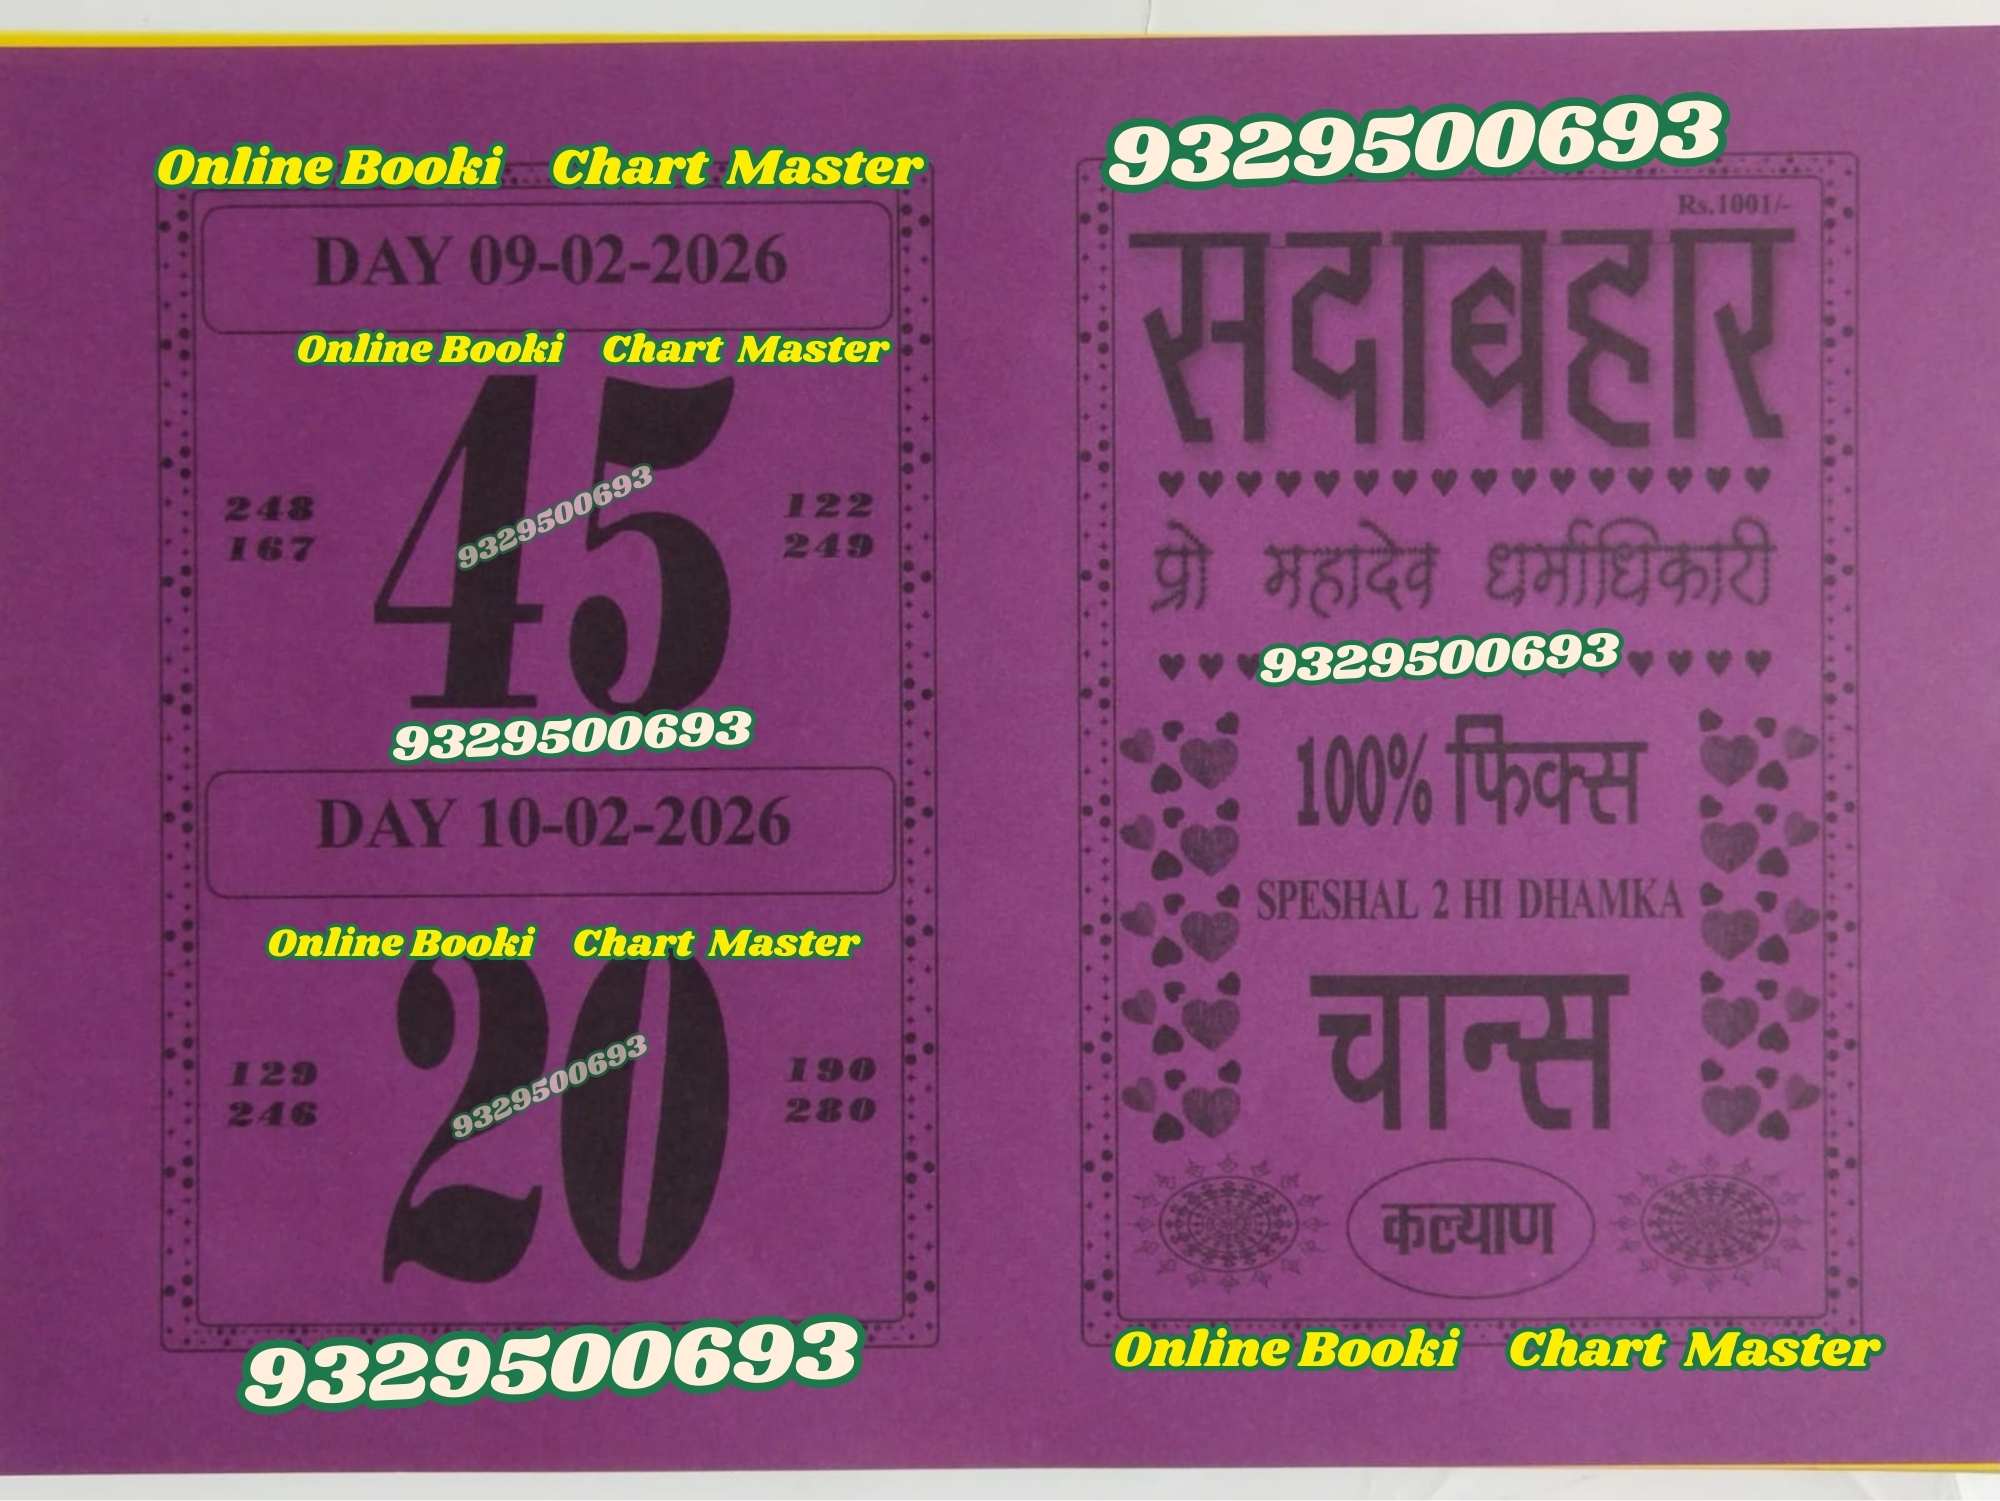 Online Booki Chart Master
DAY 09-02-2026
Online Booki Chart Master
45
248
167
122
249
9329500693
9329500693
DAY 10-02-2026
Online Booki Chart Master
20
129
246
190
280
9329500693
9329500693
9329500693
Rs.1001/-
सदाबहार
प्रो महादेव धर्माधिकारी
9329500693
100% फिक्स
SPESHAL 2 HI DHAMKA
चान्स
कल्याण
Online Booki Chart Master